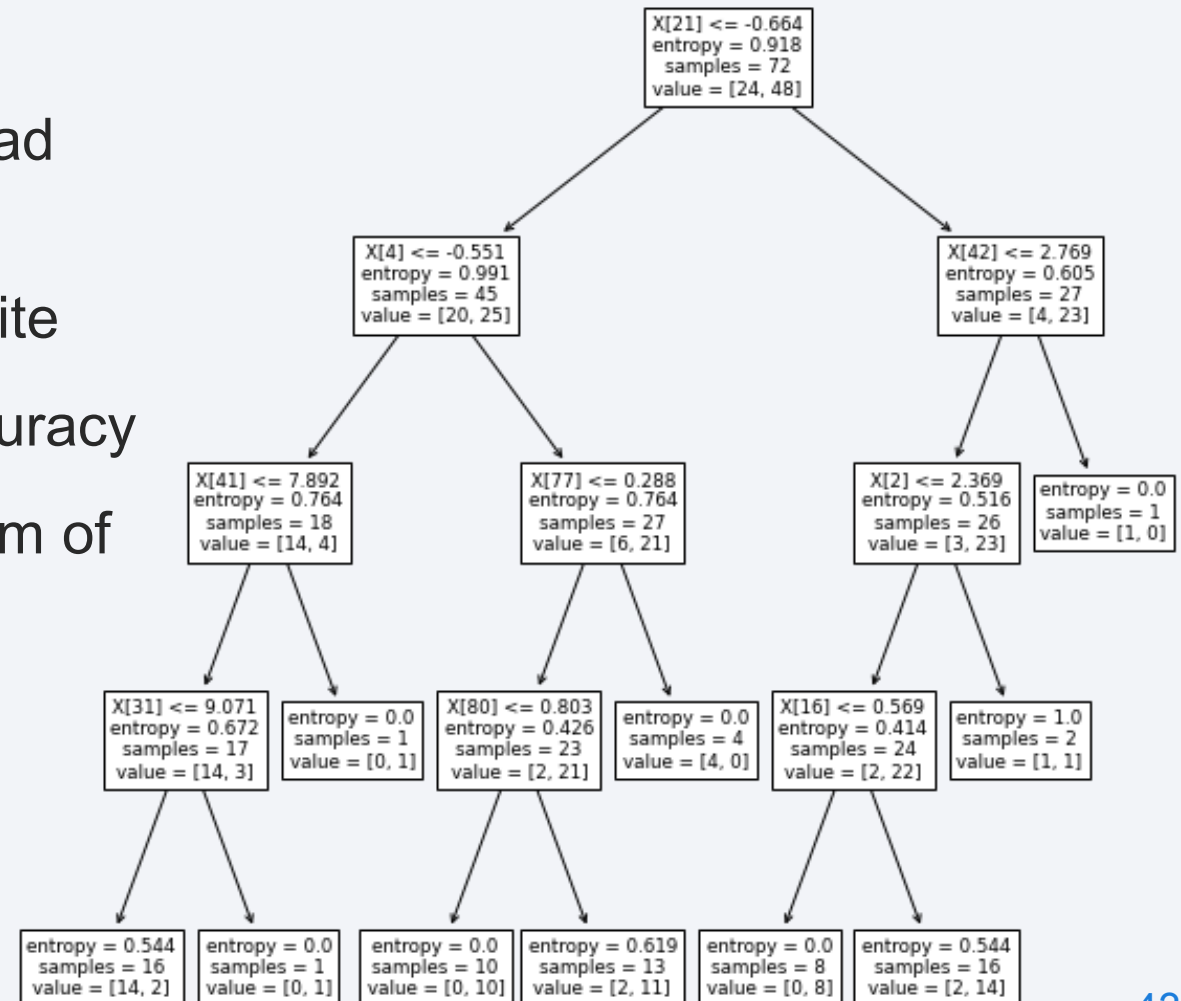 ad
ite
uracy
m of
X[21] <= -0.664
entropy = 0.918
samples = 72
value = [24, 48]
X[4] <= -0.551
entropy = 0.991
samples = 45
value = [20, 25]
X[42] <= 2.769
entropy = 0.605
samples = 27
value = [4, 23]
X[41] <= 7.892
entropy = 0.764
samples = 18
value = [14, 4]
X[77] <= 0.288
entropy = 0.764
samples = 27
value = [6, 21]
X[2] <= 2.369
entropy = 0.516
samples = 26
value = [3, 23]
entropy = 0.0
samples = 1
value = [1, 0]
X[31] <= 9.071
entropy = 0.672
samples = 17
value = [14, 3]
entropy = 0.0
samples = 1
value = [0, 1]
X[80] <= 0.803
entropy = 0.426
samples = 23
value = [2, 21]
entropy = 0.0
samples = 4
value = [4, 0]
X[16] <= 0.569
entropy = 0.414
samples = 24
value = [2, 22]
entropy = 1.0
samples = 2
value = [1, 1]
entropy = 0.544
samples = 16
value = [14, 2]
entropy = 0.0
samples = 1
value = [0, 1]
entropy = 0.0
samples = 10
value = [0, 10]
entropy = 0.619
samples = 13
value = [2, 11]
entropy = 0.0
samples = 8
value = [0, 8]
entropy = 0.544
samples = 16
value = [2, 14]